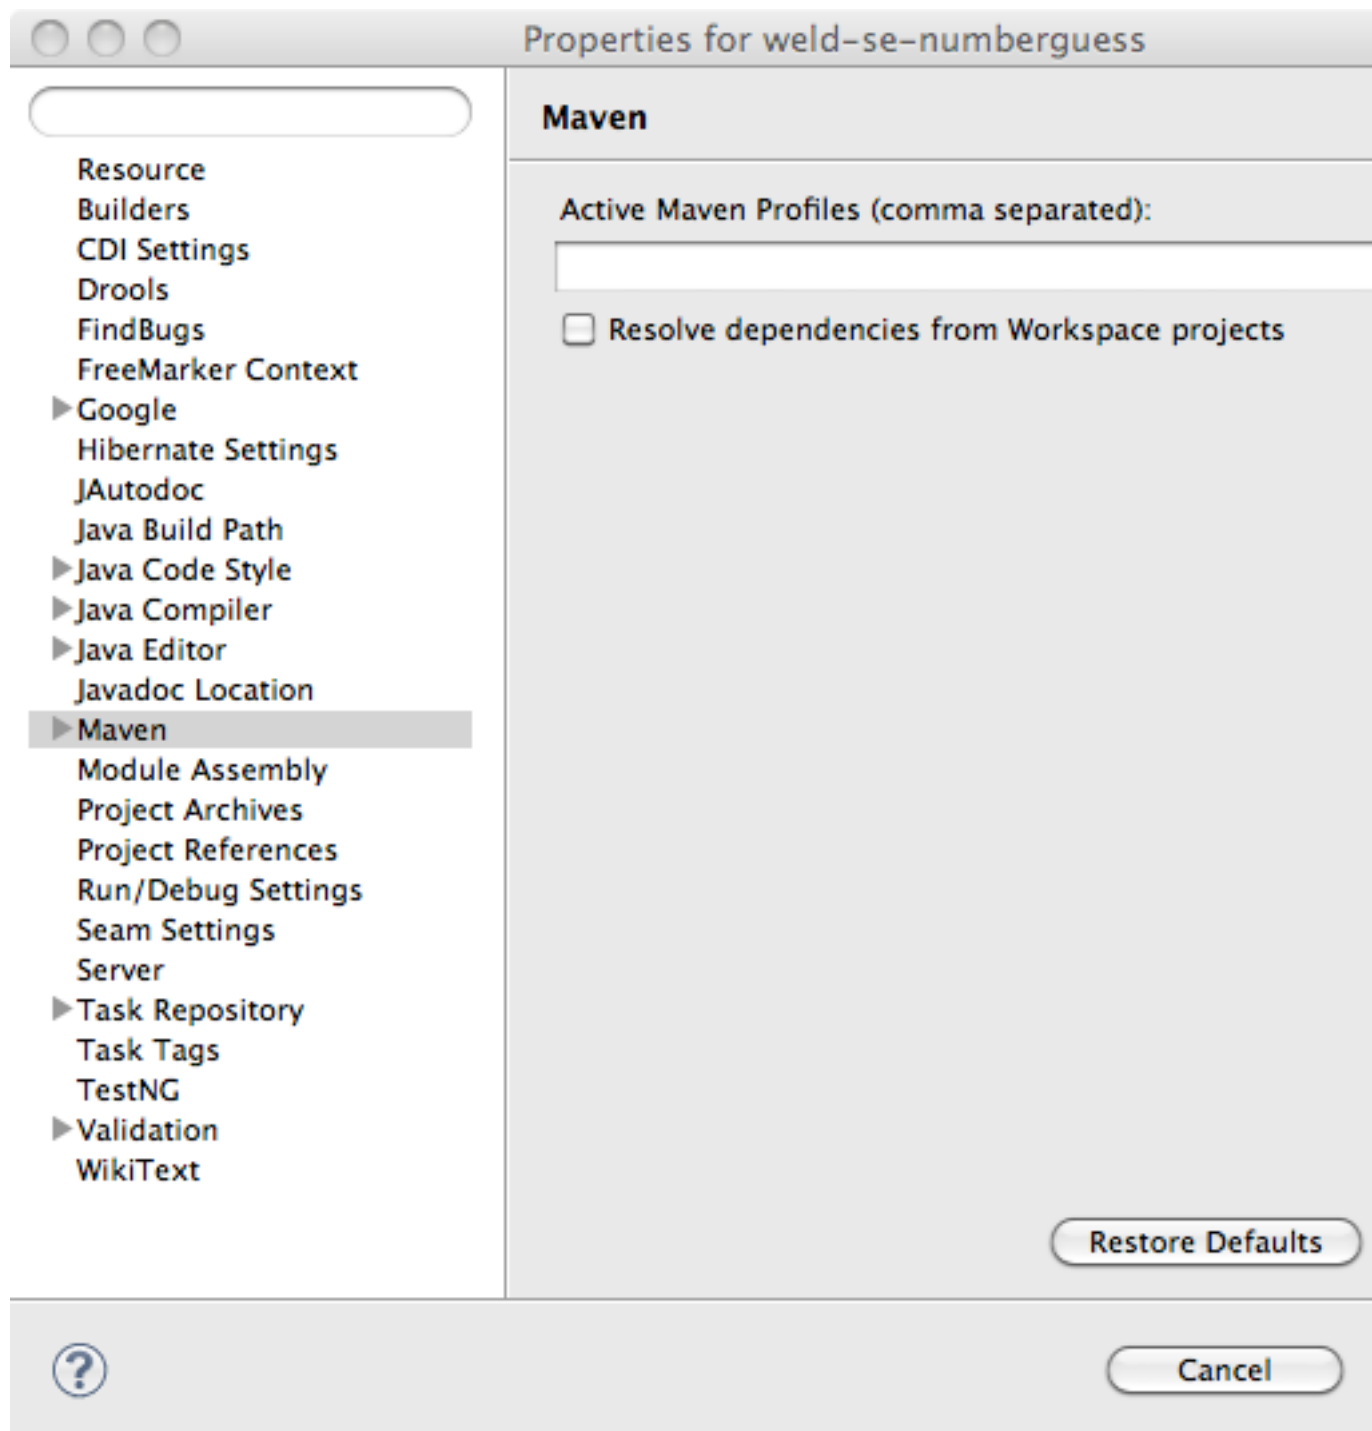 Properties for weld-se-numberguess
Resource
Builders
CDI Settings
Drools
FindBugs
FreeMarker Context
Google
Hibernate Settings
JAutodoc
Java Build Path
Java Code Style
Java Compiler
Java Editor
Javadoc Location
Maven
Module Assembly
Project Archives
Project References
Run/Debug Settings
Seam Settings
Server
Task Repository
Task Tags
TestNG
Validation
WikiText
Maven
Active Maven Profiles (comma separated):
Resolve dependencies from Workspace projects
Restore Defaults
?
Cancel